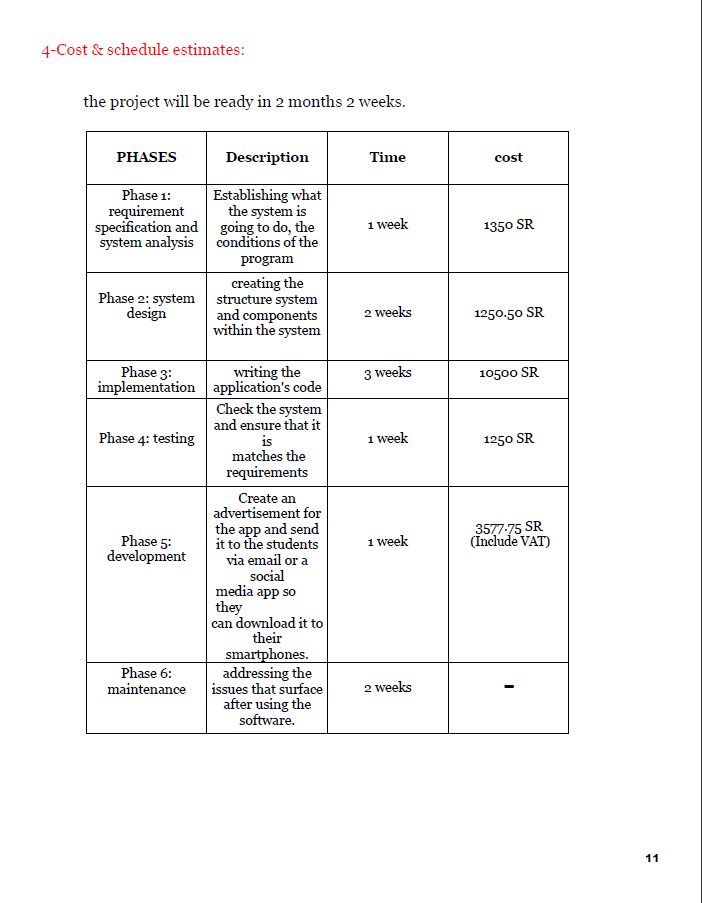 4-Cost & schedule estimates:
the project will be ready in 2 months 2 weeks.
PHASES
Description
Time
cost
Phase 1:
requirement
specification and
system analysis
Establishing what
the system is
going to do, the
conditions of the
program
1 week
1350 SR
Phase 2: system
design
creating the
structure system
and components
within the system
2 weeks
1250.50 SR
Phase 3:
implementation
writing the
application's code
3 weeks
10500 SR
Phase 4: testing
Check the system
and ensure that it
is
matches the
requirements
1 week
1250 SR
Phase 5:
development
Create an
advertisement for
the app and send
it to the students
via email or a
social
media app so
they
can download it to
their
smartphones.
1 week
3577.75 SR
(Include VAT)
Phase 6:
maintenance
addressing the
issues that surface
after using the
software.
2 weeks
-
11